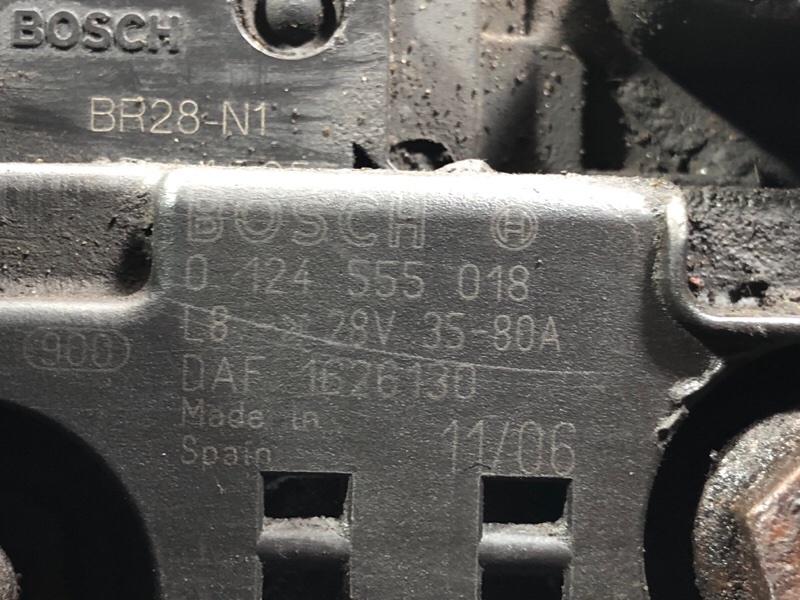 BOSCH
BR28-N1
BOSCH
0 124 555 018
L8 28V 35-80A
900
DAF 1626130
Made in
Spain
11/06